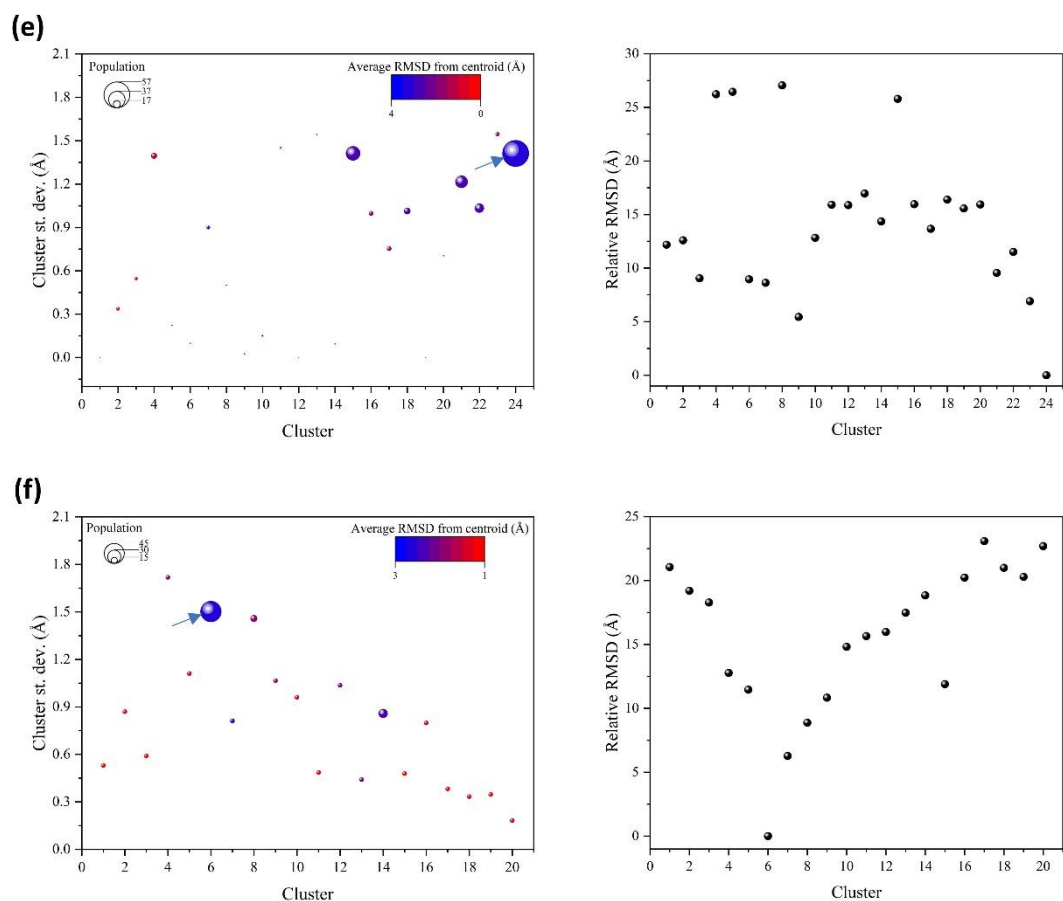 (e)
2.1
1.8
1.5
1.2
0.9
0.6
0.3
0.0
Cluster st. dev. (Å)
Population
57
37
17
Average RMSD from centroid (Å)
4 0
0 2 4 6 8 10 12 14 16 18 20 22 24
Cluster
30
25
20
15
10
5
0
Relative RMSD (Å)
0 2 4 6 8 10 12 14 16 18 20 22 24
Cluster
(f)
2.1
1.8
1.5
1.2
0.9
0.6
0.3
0.0
Cluster st. dev. (Å)
Population
45
30
15
Average RMSD from centroid (Å)
3 1
0 2 4 6 8 10 12 14 16 18 20
Cluster
25
20
15
10
5
0
Relative RMSD (Å)
0 2 4 6 8 10 12 14 16 18 20
Cluster